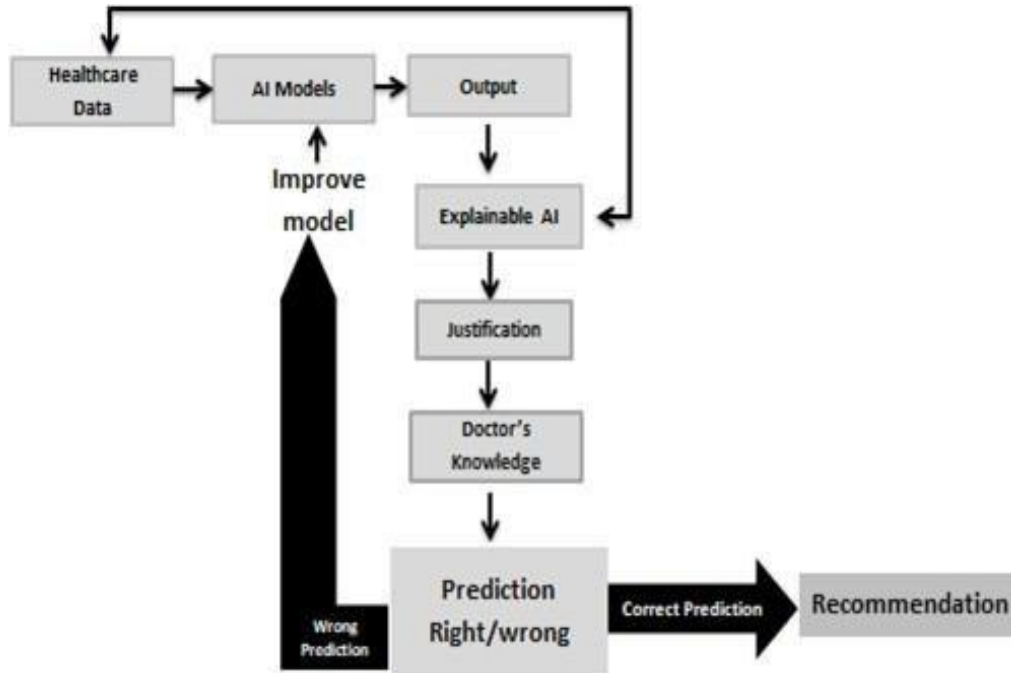 Healthcare
Data
AI Models
Output
Improve
model
Explainable AI
Justification
Doctor's
Knowledge
Prediction
Right/wrong
Wrong
Prediction
Correct Prediction
Recommendation